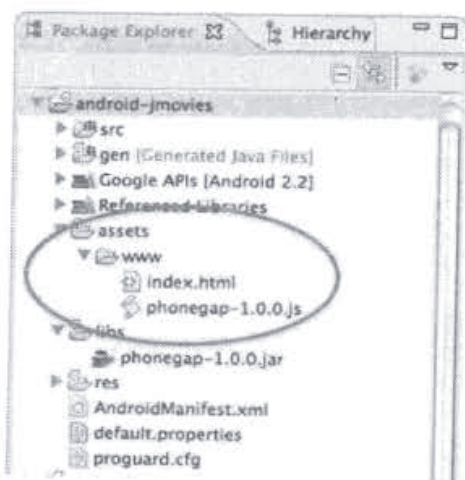 Package Explorer
Hierarchy
android-jmovies
src
gen [Generated Java Files]
Google APIs [Android 2.2]
Referenced Libraries
assets
www
index.html
phonegap-1.0.0.js
libs
phonegap-1.0.0.jar
res
AndroidManifest.xml
default.properties
proguard.cfg